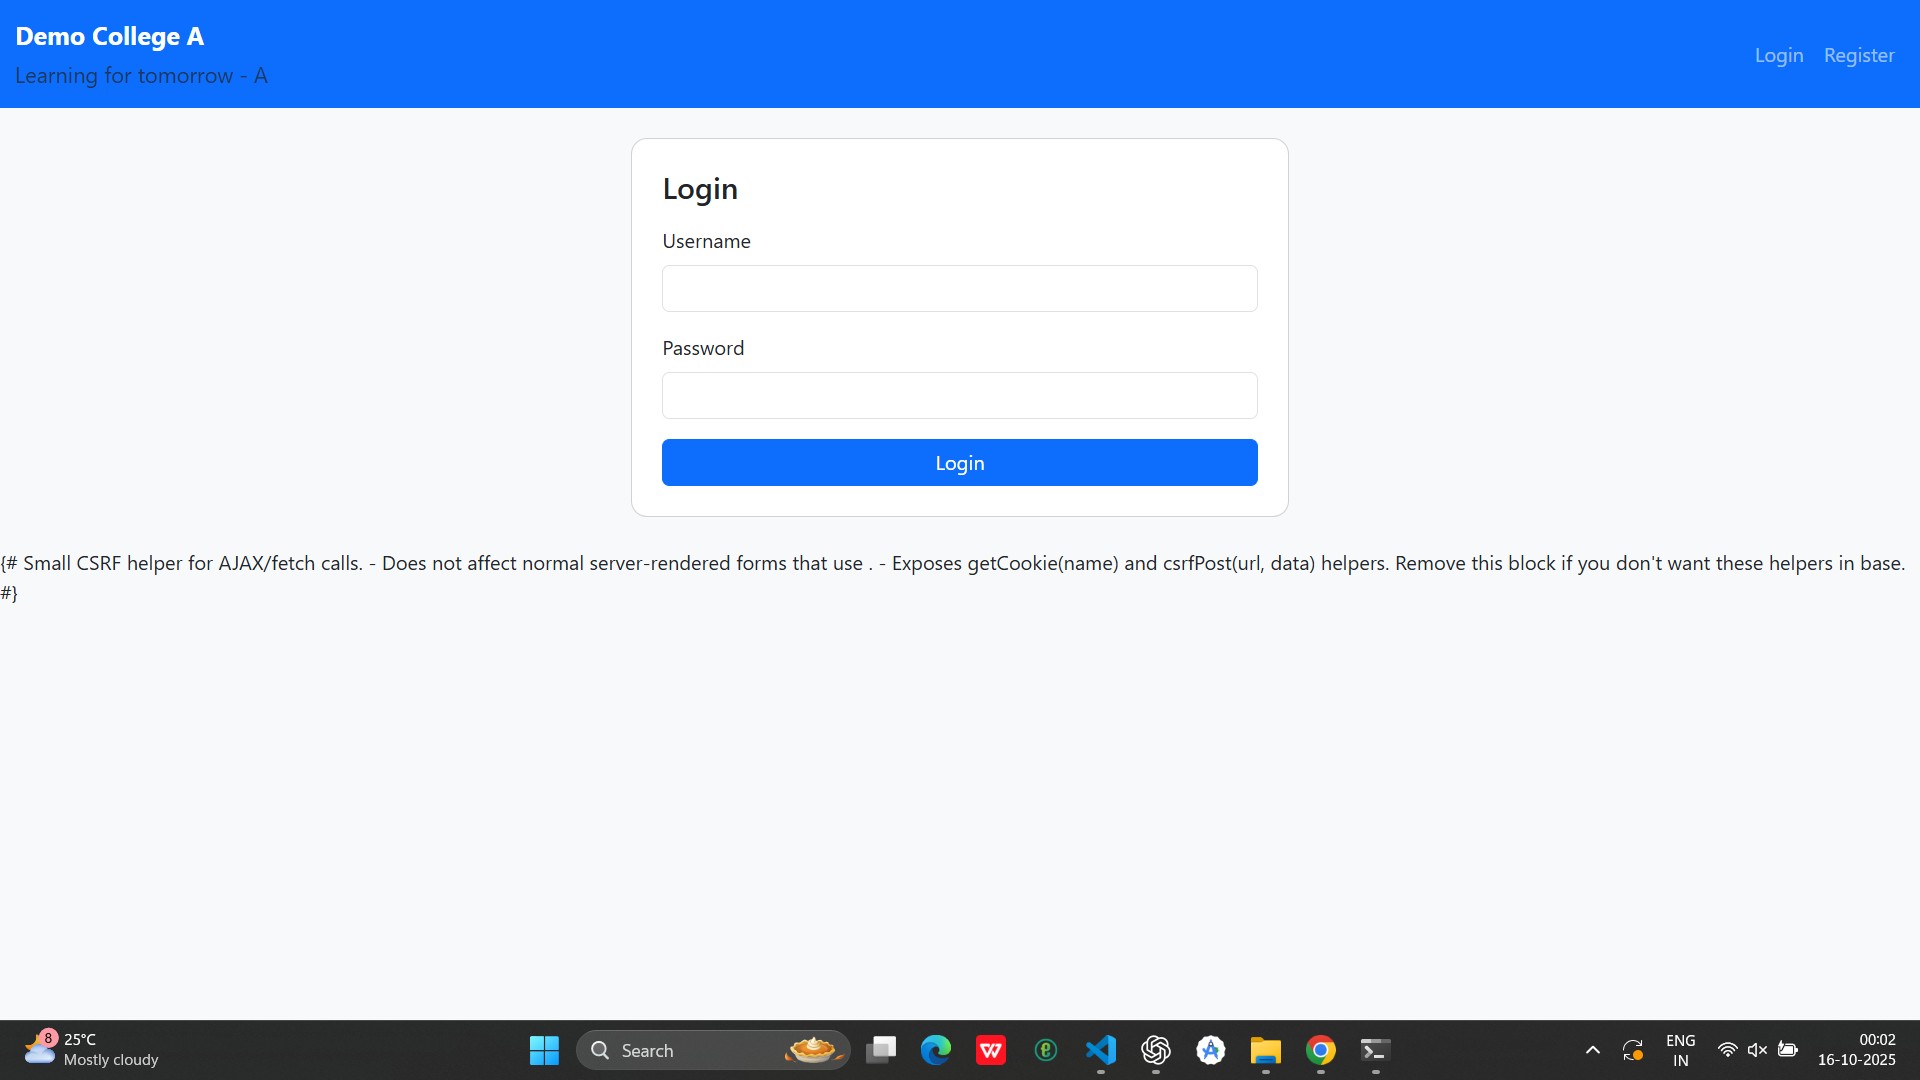 Demo College A
Learning for tomorrow - A
Login Register
Login
Username
Password
Login
{# Small CSRF helper for AJAX/fetch calls. - Does not affect normal server-rendered forms that use . - Exposes getCookie(name) and csrfPost(url, data) helpers. Remove this block if you don't want these helpers in base.
#}
8
25°C
Mostly cloudy
Search
ENG
IN
00:02
16-10-2025